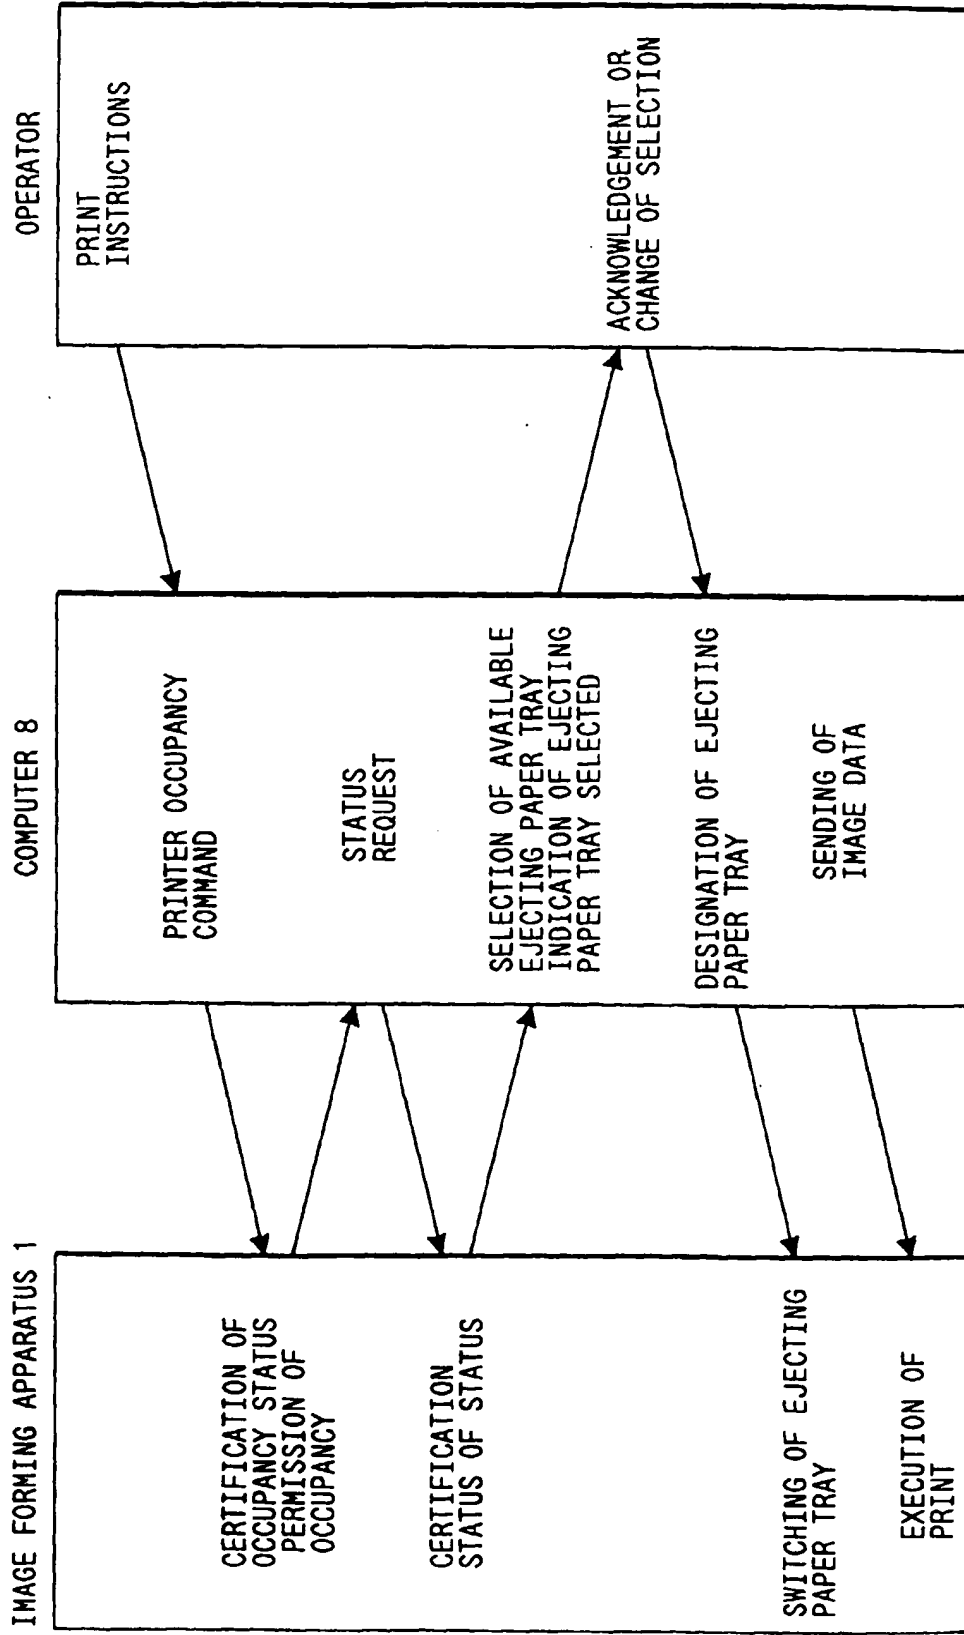 IMAGE FORMING APPARATUS 1
CERTIFICATION OF
OCCUPANCY STATUS
PERMISSION OF
OCCUPANCY
CERTIFICATION
STATUS OF STATUS
SWITCHING OF EJECTING
PAPER TRAY
EXECUTION OF
PRINT
COMPUTER 8
PRINTER OCCUPANCY
COMMAND
STATUS
REQUEST
SELECTION OF AVAILABLE
EJECTING PAPER TRAY
INDICATION OF EJECTING
PAPER TRAY SELECTED
DESIGNATION OF EJECTING
PAPER TRAY
SENDING OF
IMAGE DATA
OPERATOR
PRINT
INSTRUCTIONS
ACKNOWLEDGEMENT OR
CHANGE OF SELECTION